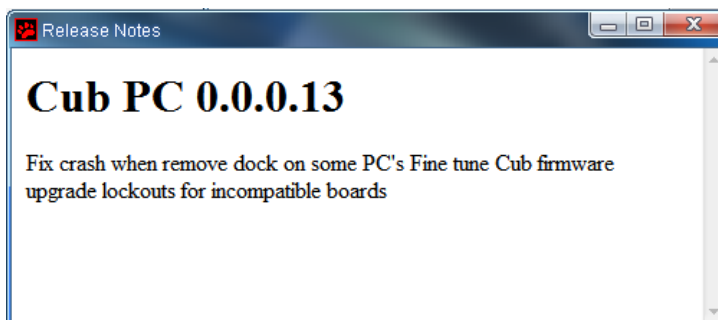 Release Notes
Cub PC 0.0.0.13
Fix crash when remove dock on some PC's Fine tune Cub firmware
upgrade lockouts for incompatible boards